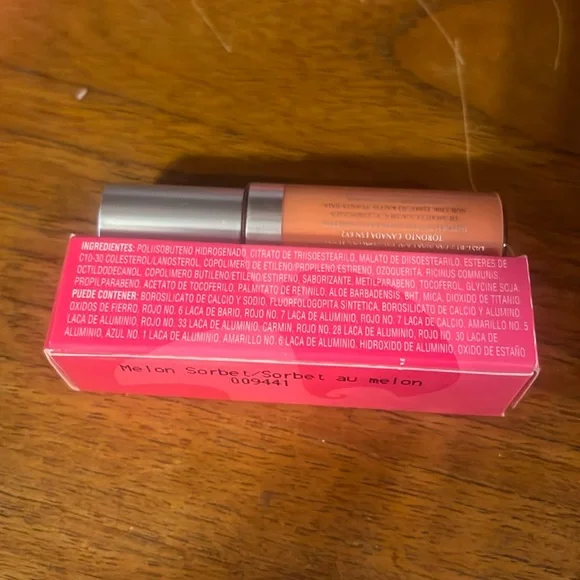 TORONTO, CANADA
INGREDIENTES: POLIISOBUTENO HIDROGENADO, CITRATO DE TRIISOESTEARILO, MALATO DE DIISOESTEARILO, ESTERES DE
C10-30 COLESTEROL/LANOSTEROL, COPOLIMERO DE ETILENO/PROPILENO/ESTIRENO, OZOQUERITA, RICINUS COMMUNIS,
OCTILDODECANOL, COPOLIMERO BUTILENO/ETILENO/ESTIRENO, SABORIZANTE, METILPARABENO, TOCOFEROL, GLYCINE SOJA,
PROPILPARABENO, ACETATO DE TOCOFERILO, PALMITATO DE RETINILO, ALOE BARBADENSIS, BHT, MICA, DIOXIDO DE TITANIO
PUEDE CONTENER: BOROSILICATO DE CALCIO Y SODIO, FLUORFOLOGOPITA SINTETICA, BOROSILICATO DE CALCIO Y ALUMINIO,
OXIDOS DE FIERRO, ROJO NO. 6 LACA DE BARIO, ROJO NO. 7 LACA DE ALUMINIO, ROJO NO. 7 LACA DE CALCIO, AMARILLO NO. 5
LACA DE ALUMINIO, ROJO NO. 33 LACA DE ALUMINIO, CARMIN, ROJO NO. 28 LACA DE ALUMINIO, ROJO NO. 30 LACA DE
ALUMINIO, AZUL NO. 1 LACA DE ALUMINIO, AMARILLO NO. 6 LACA DE ALUMINIO, HIDROXIDO DE ALUMINIO, OXIDO DE ESTAÑO
Melon Sorbet/Sorbet au melon
009441